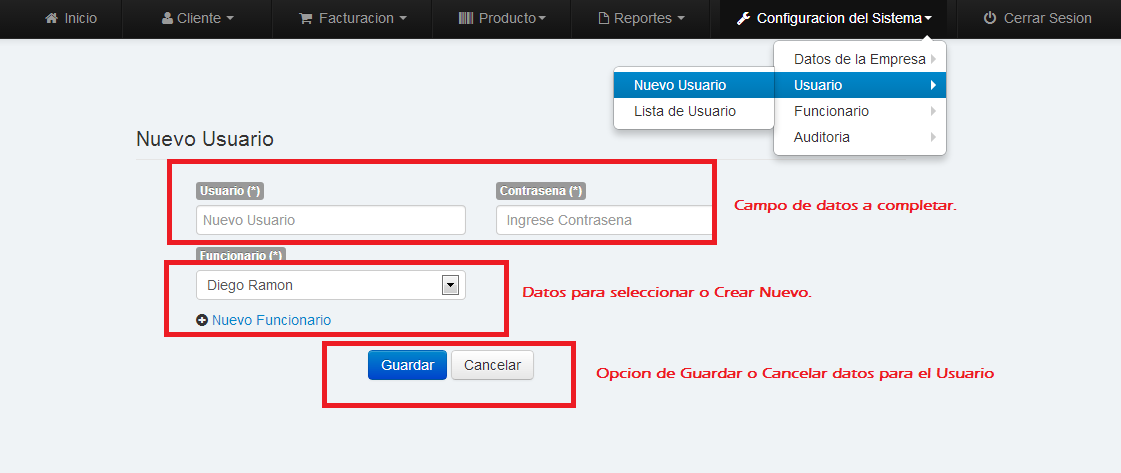 Inicio Cliente Facturacion Producto Reportes Configuracion del Sistema Cerrar Sesion
Datos de la Empresa
Nuevo Usuario Usuario
Lista de Usuario Funcionario
Auditoria
Nuevo Usuario
Usuario (*) Contrasena (*)
Nuevo Usuario Ingrese Contrasena Campo de datos a completar.
Funcionario (*)
Diego Ramon Datos para seleccionar o Crear Nuevo.
Nuevo Funcionario
Guardar Cancelar Opcion de Guardar o Cancelar datos para el Usuario